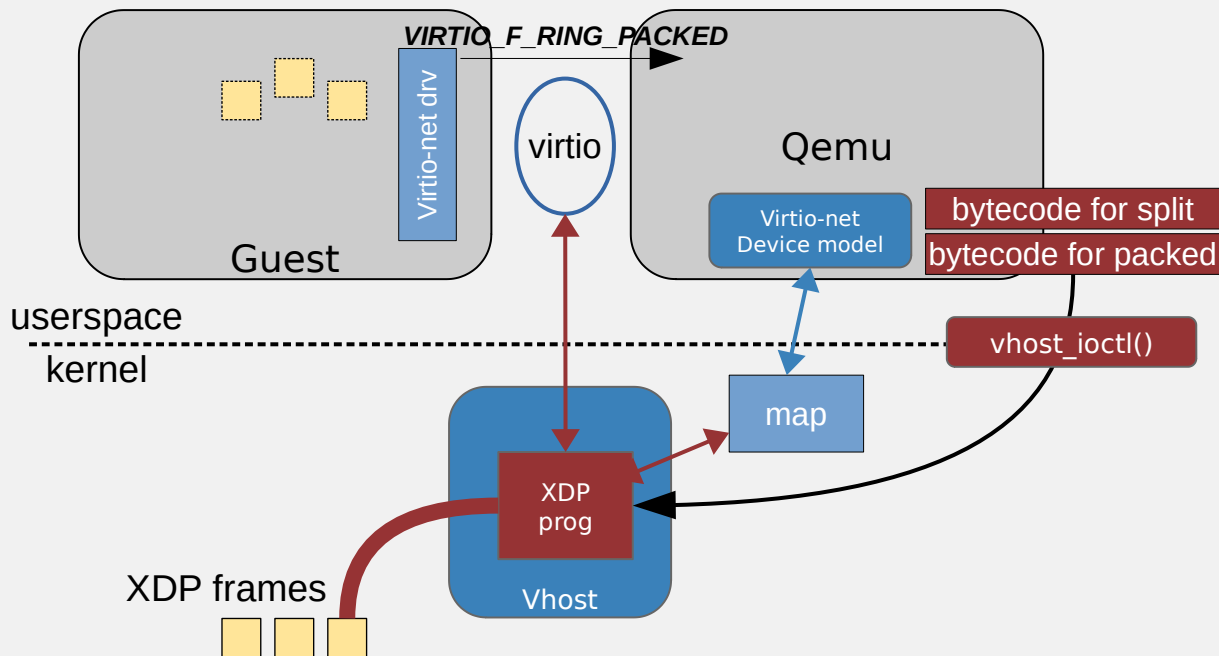 VIRTIO_F_RING_PACKED
Virtio-net drv
virtio
Guest
Qemu
Virtio-net
Device model
bytecode for split
bytecode for packed
userspace
kernel
vhost_ioctl()
map
XDP
prog
Vhost
XDP frames